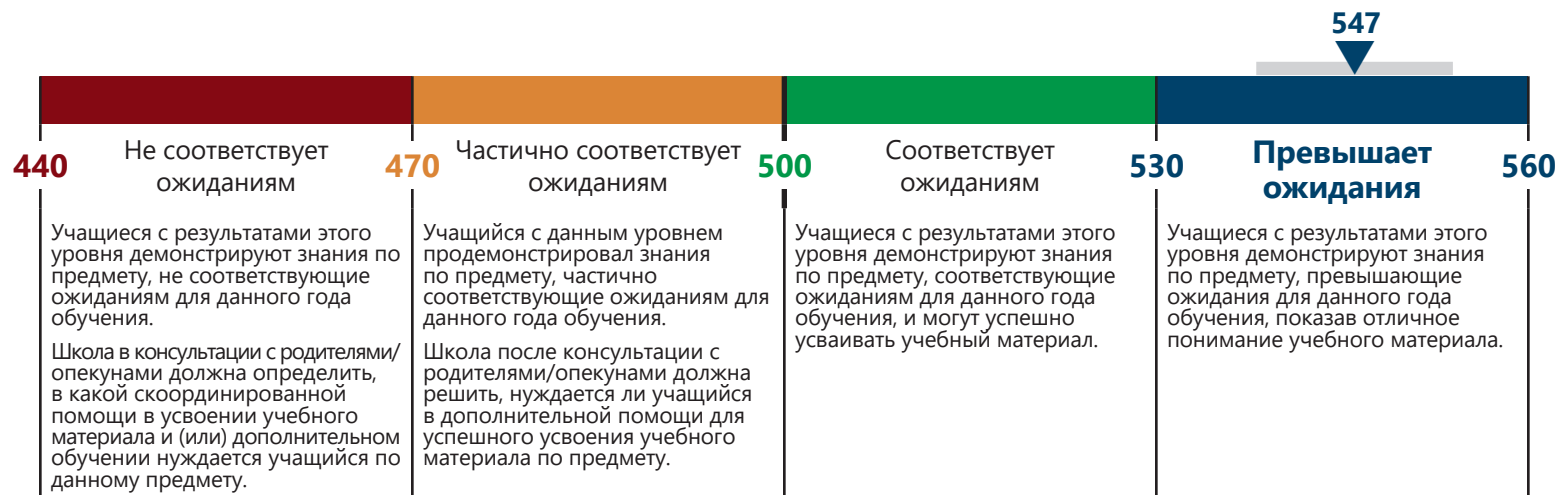 547
440
Не соответствует
ожиданиям
470
Частично соответствует
ожиданиям
500
Соответствует
ожиданиям
530
Превышает
ожидания
560
Учащиеся с результатами этого
уровня демонстрируют знания по
предмету, не соответствующие
ожиданиям для данного года
обучения.
Школа в консультации с родителями/
опекунами должна определить,
в какой скоординированной
помощи в усвоении учебного
материала и (или) дополнительном
обучении нуждается учащийся по
данному предмету.
Учащийся с данным уровнем
продемонстрировал знания
по предмету, частично
соответствующие ожиданиям для
данного года обучения.
Школа после консультации с
родителями/опекунами должна
решить, нуждается ли учащийся
в дополнительной помощи для
успешного усвоения учебного
материала по предмету.
Учащиеся с результатами этого
уровня демонстрируют знания
по предмету, соответствующие
ожиданиям для данного года
обучения, и могут успешно
усваивать учебный материал.
Учащиеся с результатами этого
уровня демонстрируют знания
по предмету, превышающие
ожидания для данного года
обучения, показав отличное
понимание учебного материала.